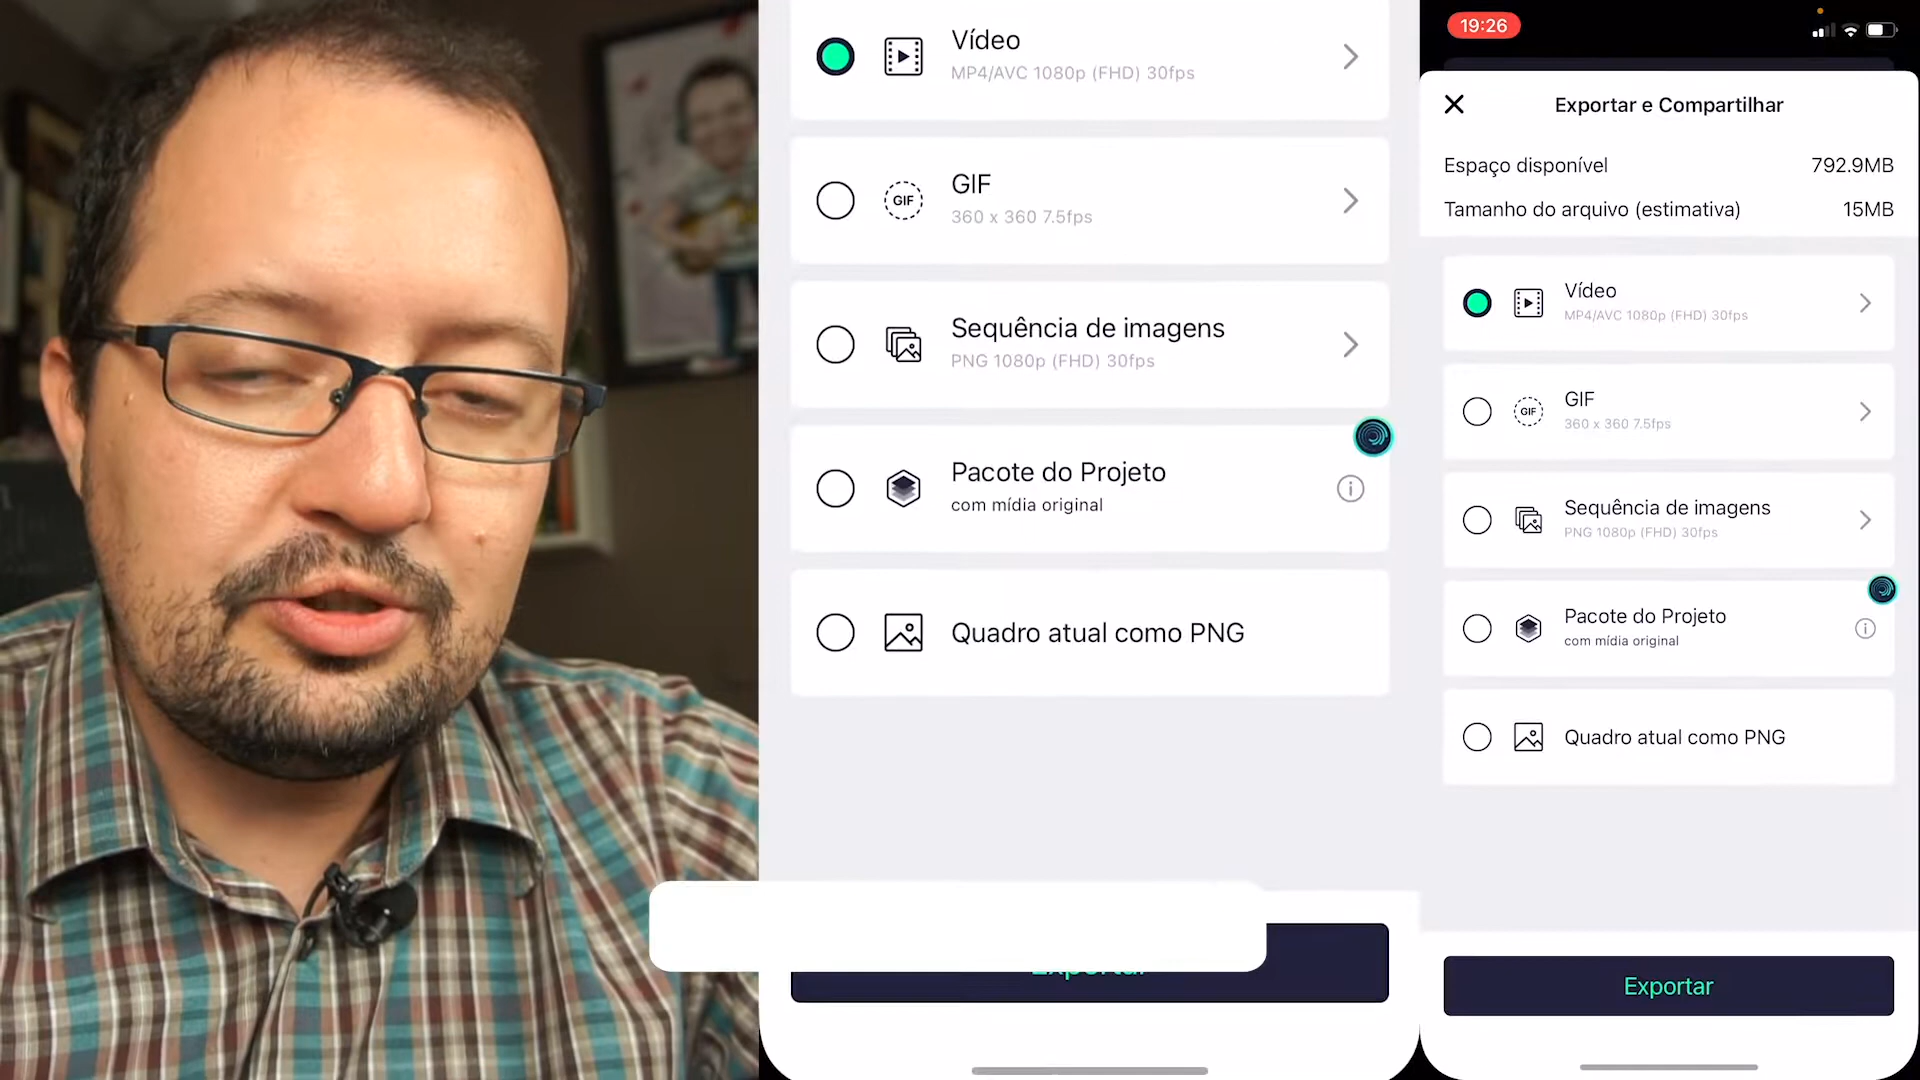 Vídeo
MP4/AVC 1080p (FHD) 30fps
GIF
GIF
360 x 360 7.5fps
Sequência de imagens
PNG 1080p (FHD) 30fps
Pacote do Projeto
com mídia original
Quadro atual como PNG
Exportar
19:26
Exportar e Compartilhar
Espaço disponível 792.9MB
Tamanho do arquivo (estimativa) 15MB
Vídeo
MP4/AVC 1080p (FHD) 30fps
GIF
GIF
360 x 360 7.5fps
Sequência de imagens
PNG 1080p (FHD) 30fps
Pacote do Projeto
com mídia original
Quadro atual como PNG
Exportar